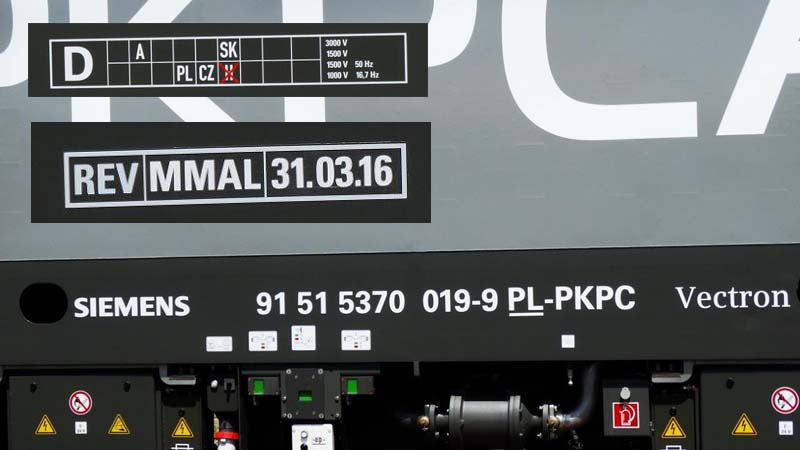 PKPCA
D A SK
PL CZ H
3000 V
1500 V
1500 V 50 Hz
1000 V 16,7 Hz
REV MMAL 31.03.16
SIEMENS 91 51 5370 019-9 PL-PKPC Vectron